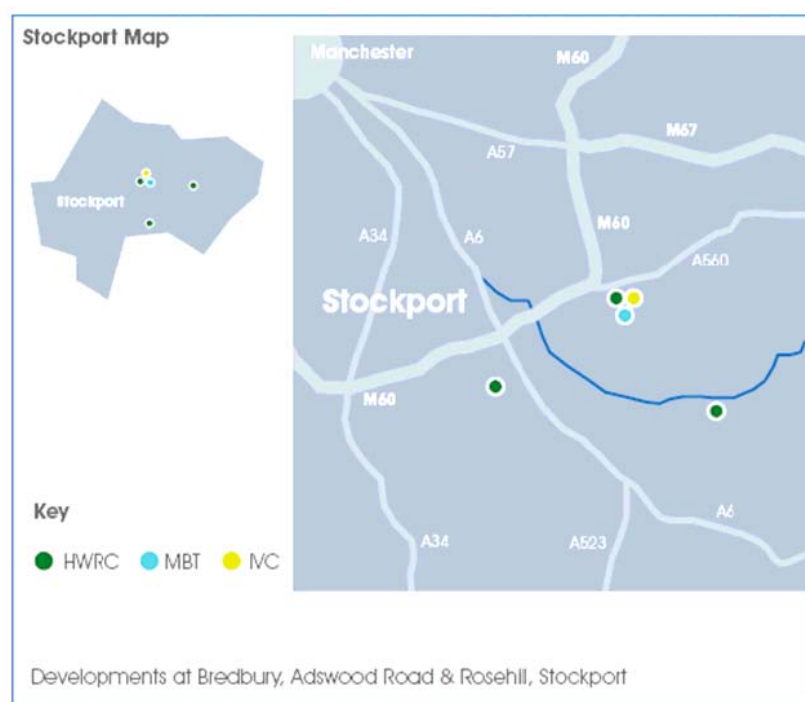 Stockport Map
Manchester
M60
M67
A57
M60
A34
A6
A560
Stockport
Stockport
M60
A34
A523
A6
Key
HWRC
MBT
IVC
Developments at Bredbury, Adswood Road & Rosehill, Stockport